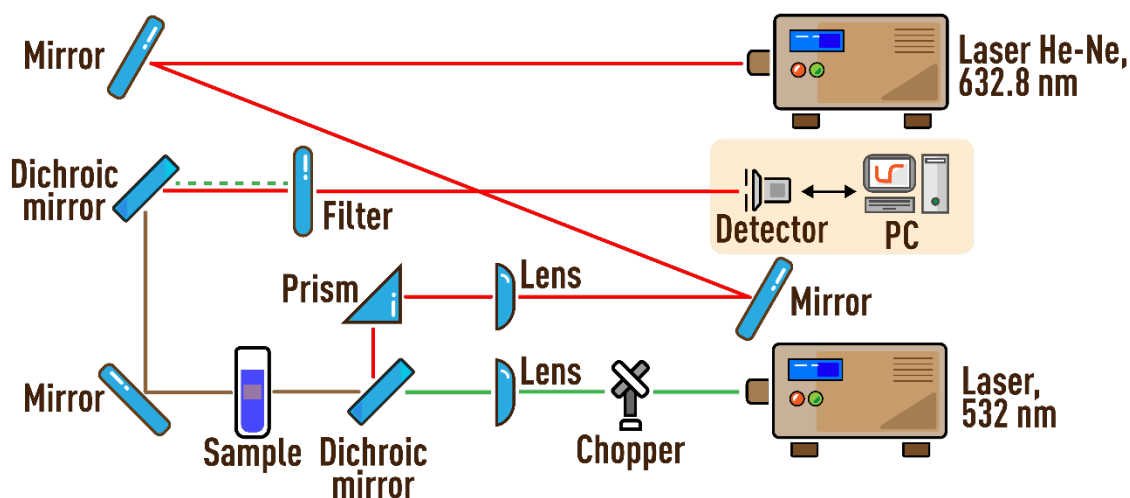 Mirror
Laser He-Ne,
632.8 nm
Dichroic
mirror
Filter
Detector
PC
Prism
Lens
Mirror
Mirror
Sample
Dichroic
mirror
Lens
Chopper
Laser,
532 nm